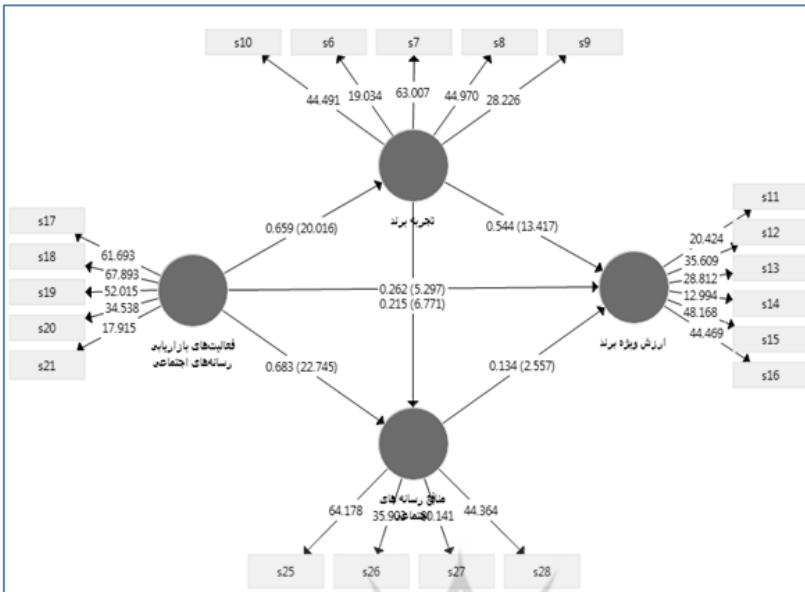 s10
s6
s7
s8
s9
44.491
19.034
63.007
44.970
28.226
تجربه برند
s17
s18
s19
s20
s21
61.693
67.893
52.015
34.538
17.915
0.659 (20.016)
0.544 (13.417)
s11
s12
s13
s14
s15
s16
20.424
35.609
28.812
12.994
48.168
44.469
0.262 (5.297)
0.215 (6.771)
فعالیت‌های بازاریابی
رسانه‌های اجتماعی
ارزش ویژه برند
0.683 (22.745)
0.134 (2.557)
منافع رسانه های
اجتماعی
64.178
44.364
s25
s26
s27
s28